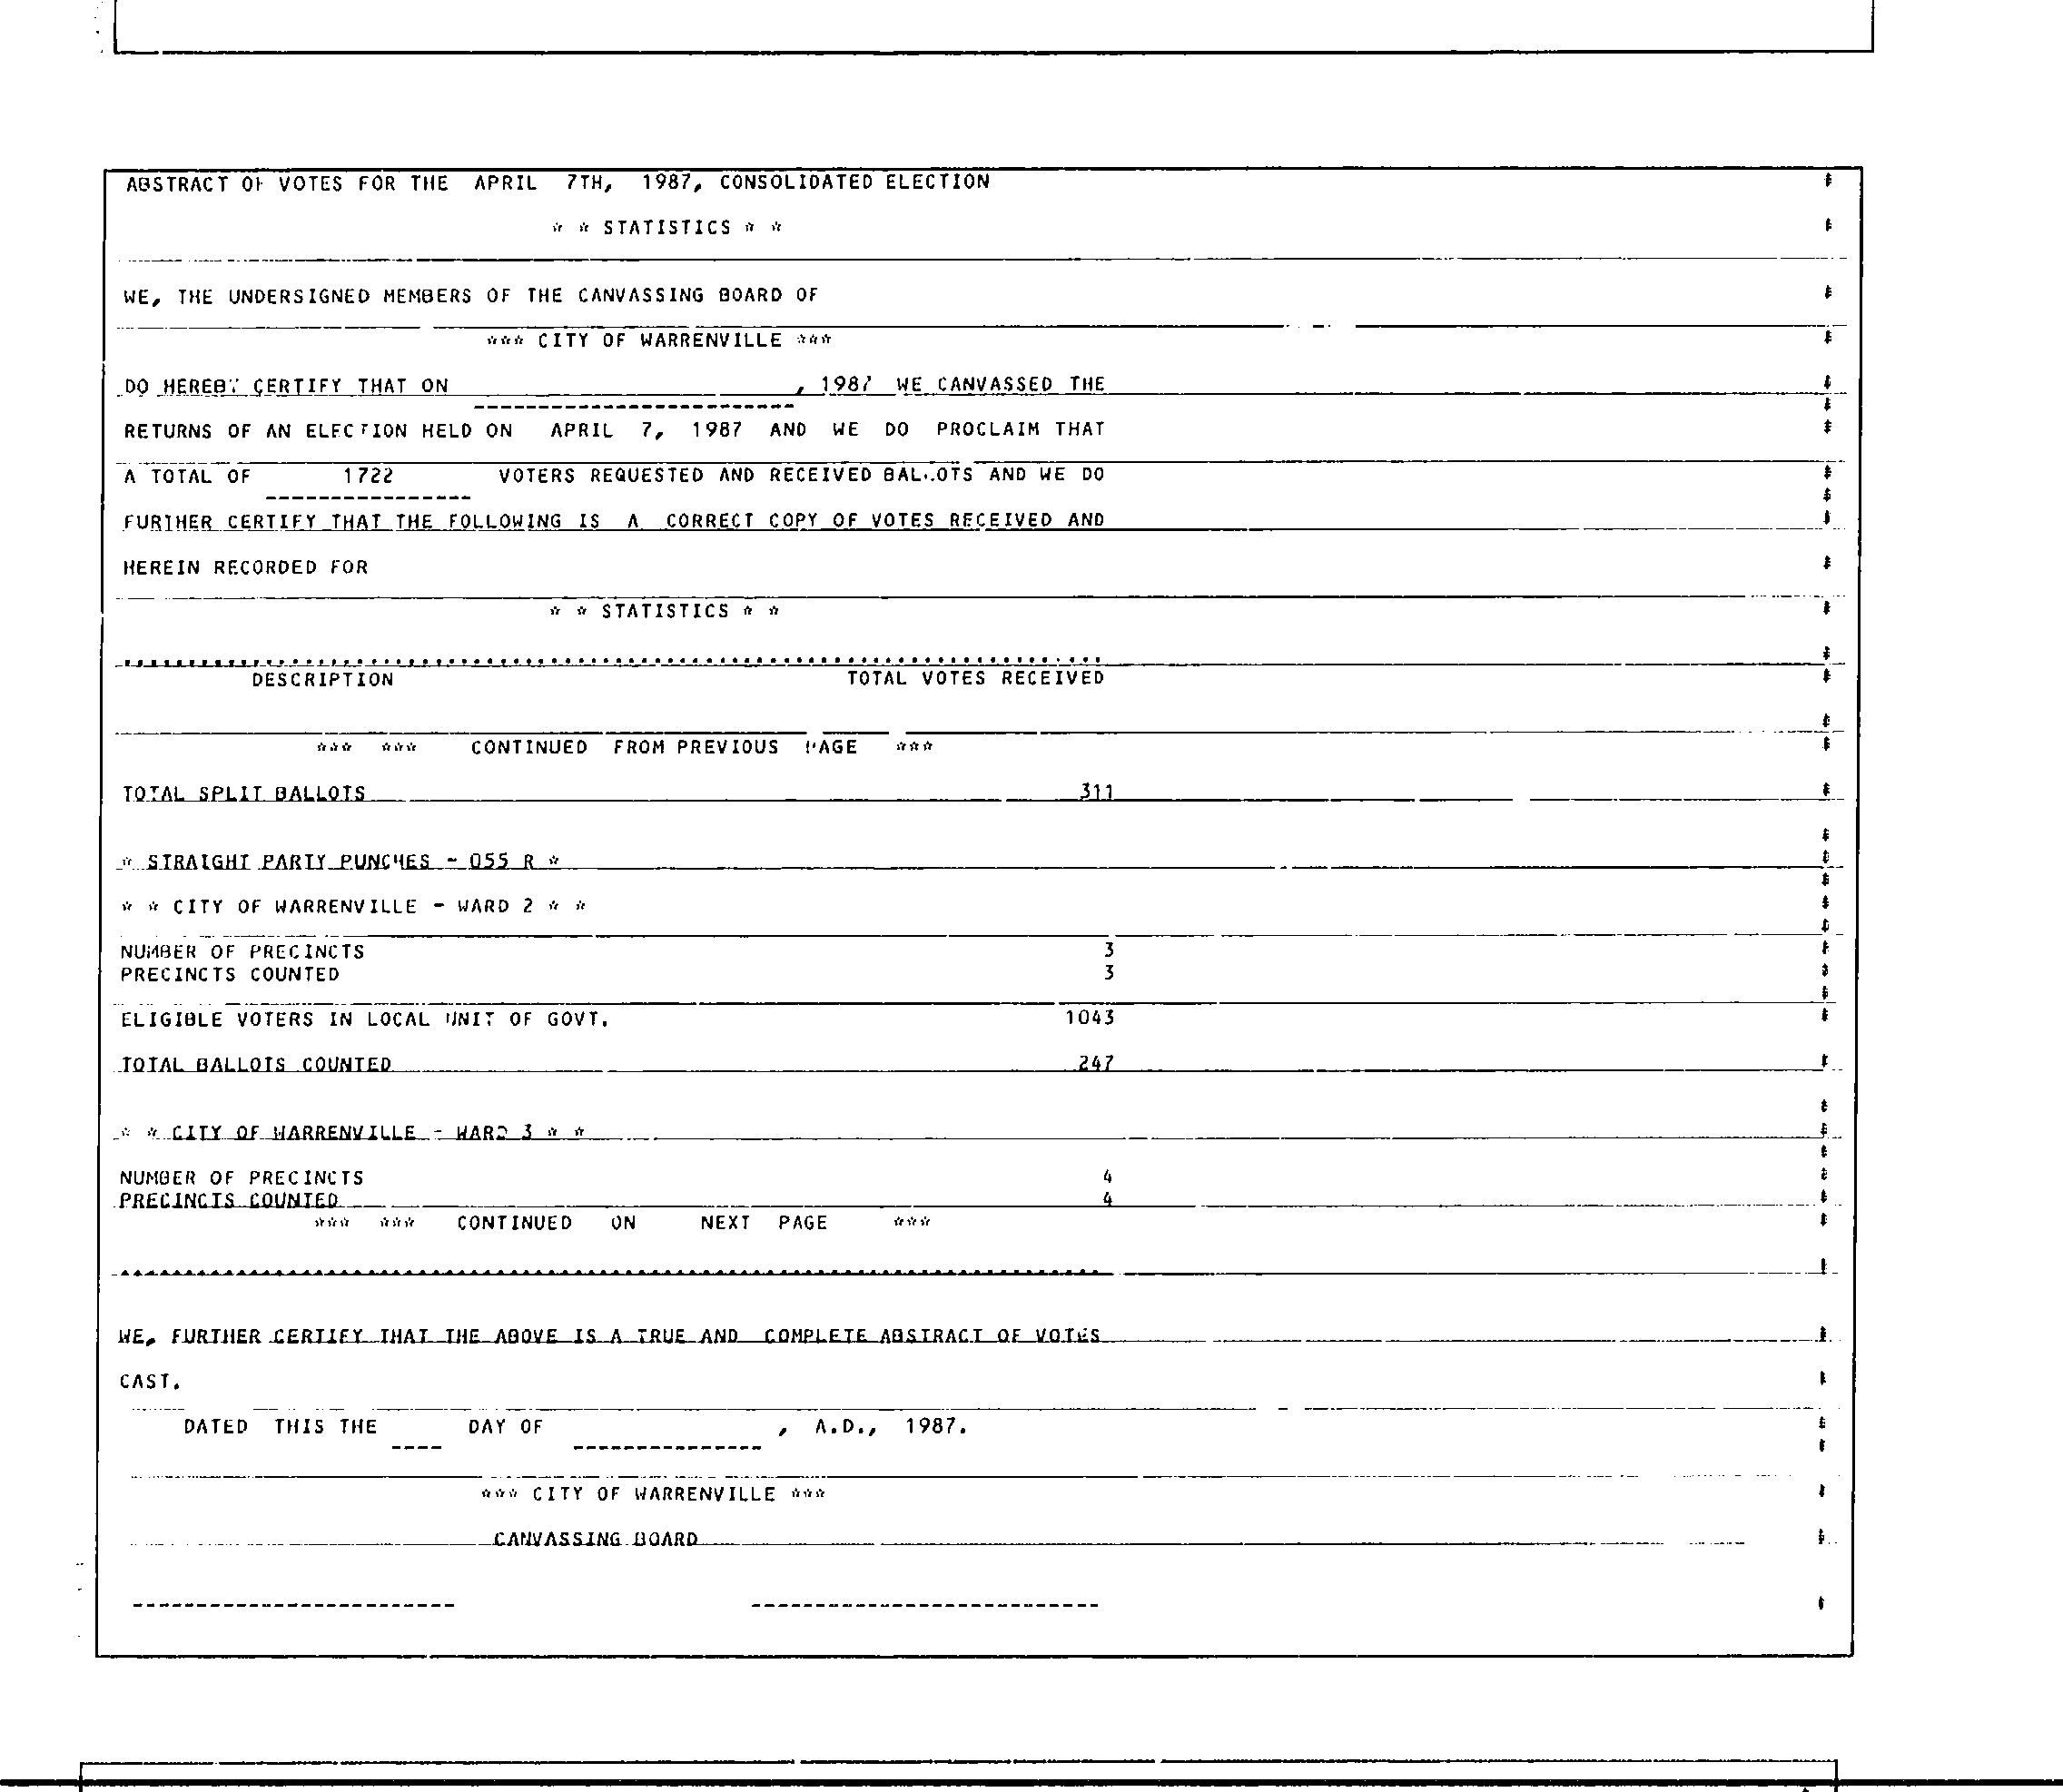 ABSTRACT OF VOTES FOR THE APRIL 7TH, 1987, CONSOLIDATED ELECTION
* * STATISTICS * *
WE, THE UNDERSIGNED MEMBERS OF THE CANVASSING BOARD OF
*** CITY OF WARRENVILLE ***
DO HEREBY CERTIFY THAT ON , 1987 WE CANVASSED THE
RETURNS OF AN ELECTION HELD ON APRIL 7, 1987 AND WE DO PROCLAIM THAT
A TOTAL OF 1722 VOTERS REQUESTED AND RECEIVED BALLOTS AND WE DO
FURTHER CERTIFY THAT THE FOLLOWING IS A CORRECT COPY OF VOTES RECEIVED AND
HEREIN RECORDED FOR
* * STATISTICS * *
DESCRIPTION TOTAL VOTES RECEIVED
*** *** CONTINUED FROM PREVIOUS PAGE ***
TOTAL SPLIT BALLOTS 311
* STRAIGHT PARTY PUNCHES - 055 R *
* * CITY OF WARRENVILLE - WARD 2 * *
NUMBER OF PRECINCTS 3
PRECINCTS COUNTED 3
ELIGIBLE VOTERS IN LOCAL UNIT OF GOVT. 1043
TOTAL BALLOTS COUNTED 247
* * CITY OF WARRENVILLE - WARD 3 * *
NUMBER OF PRECINCTS 4
PRECINCTS COUNTED 4
*** *** CONTINUED ON NEXT PAGE ***
WE, FURTHER CERTIFY THAT THE ABOVE IS A TRUE AND COMPLETE ABSTRACT OF VOTES
CAST.
DATED THIS THE ---- DAY OF --------------- , A.D., 1987.
*** CITY OF WARRENVILLE ***
CANVASSING BOARD